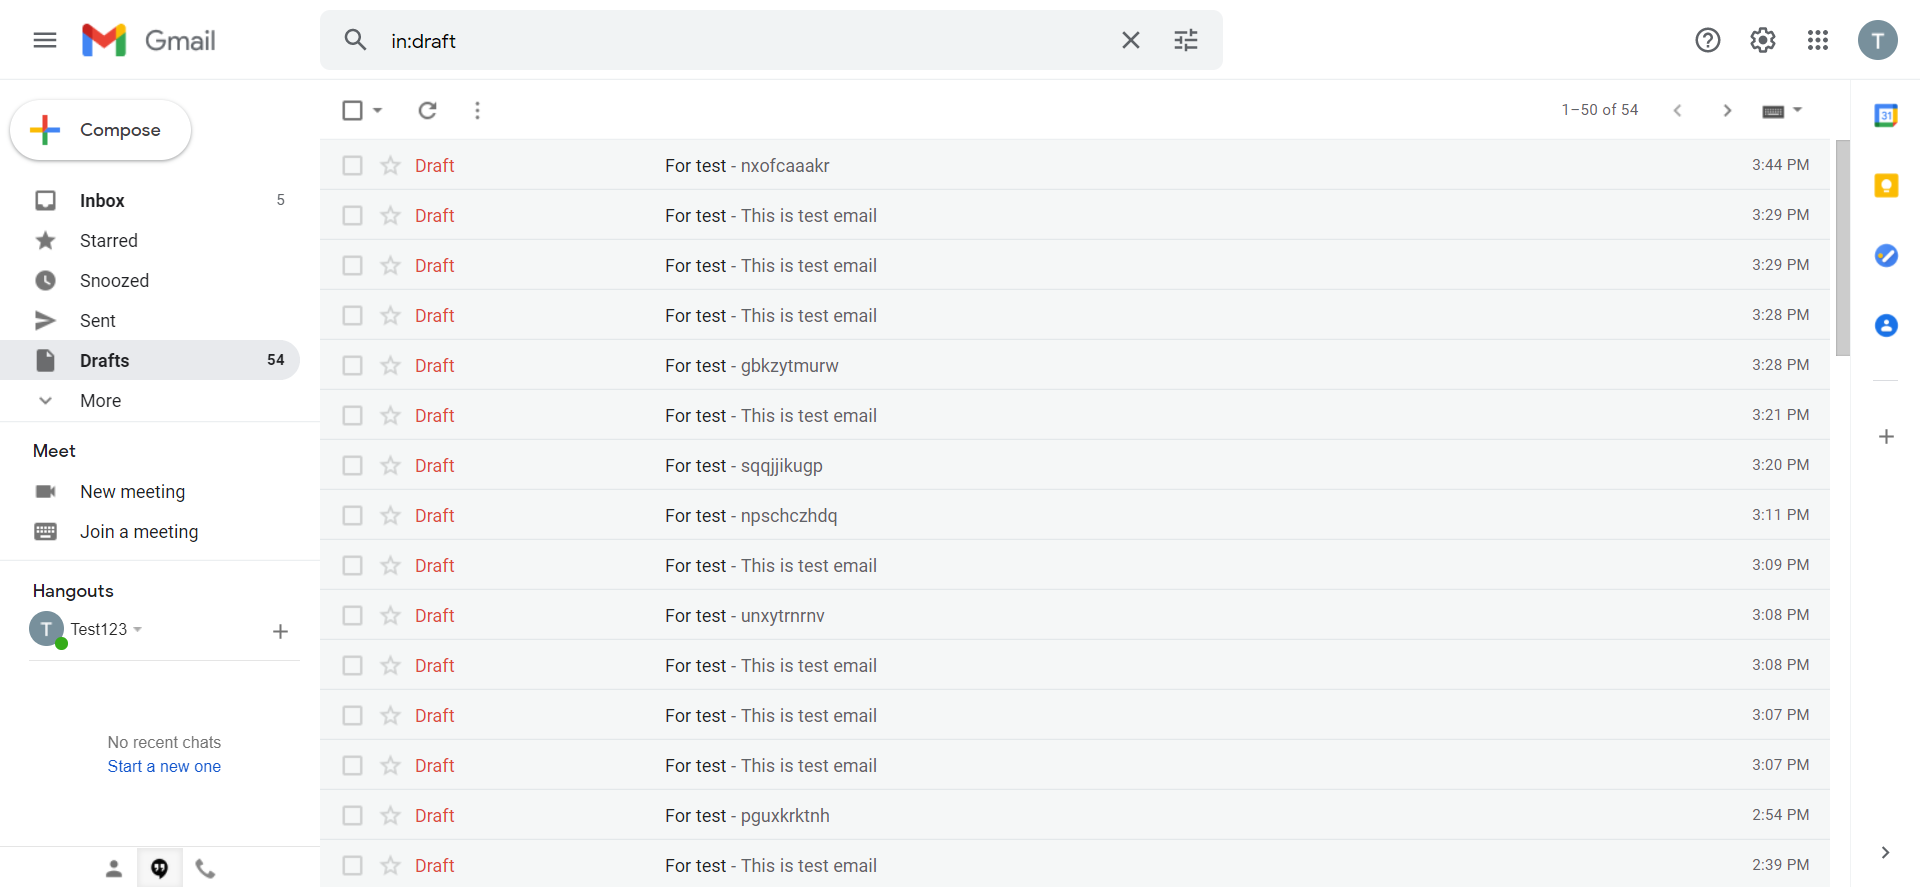 Gmail
in:draft
T
Compose
1–50 of 54
31
Inbox 5
Starred
Snoozed
Sent
Drafts 54
More
Meet
New meeting
Join a meeting
Hangouts
T Test123
No recent chats
Start a new one
Draft For test - nxofcaaakr 3:44 PM
Draft For test - This is test email 3:29 PM
Draft For test - This is test email 3:29 PM
Draft For test - This is test email 3:28 PM
Draft For test - gbkzytmurw 3:28 PM
Draft For test - This is test email 3:21 PM
Draft For test - sqqjjikugp 3:20 PM
Draft For test - npschczhdq 3:11 PM
Draft For test - This is test email 3:09 PM
Draft For test - unxytrnrnv 3:08 PM
Draft For test - This is test email 3:08 PM
Draft For test - This is test email 3:07 PM
Draft For test - This is test email 3:07 PM
Draft For test - pguxkrktnh 2:54 PM
Draft For test - This is test email 2:39 PM